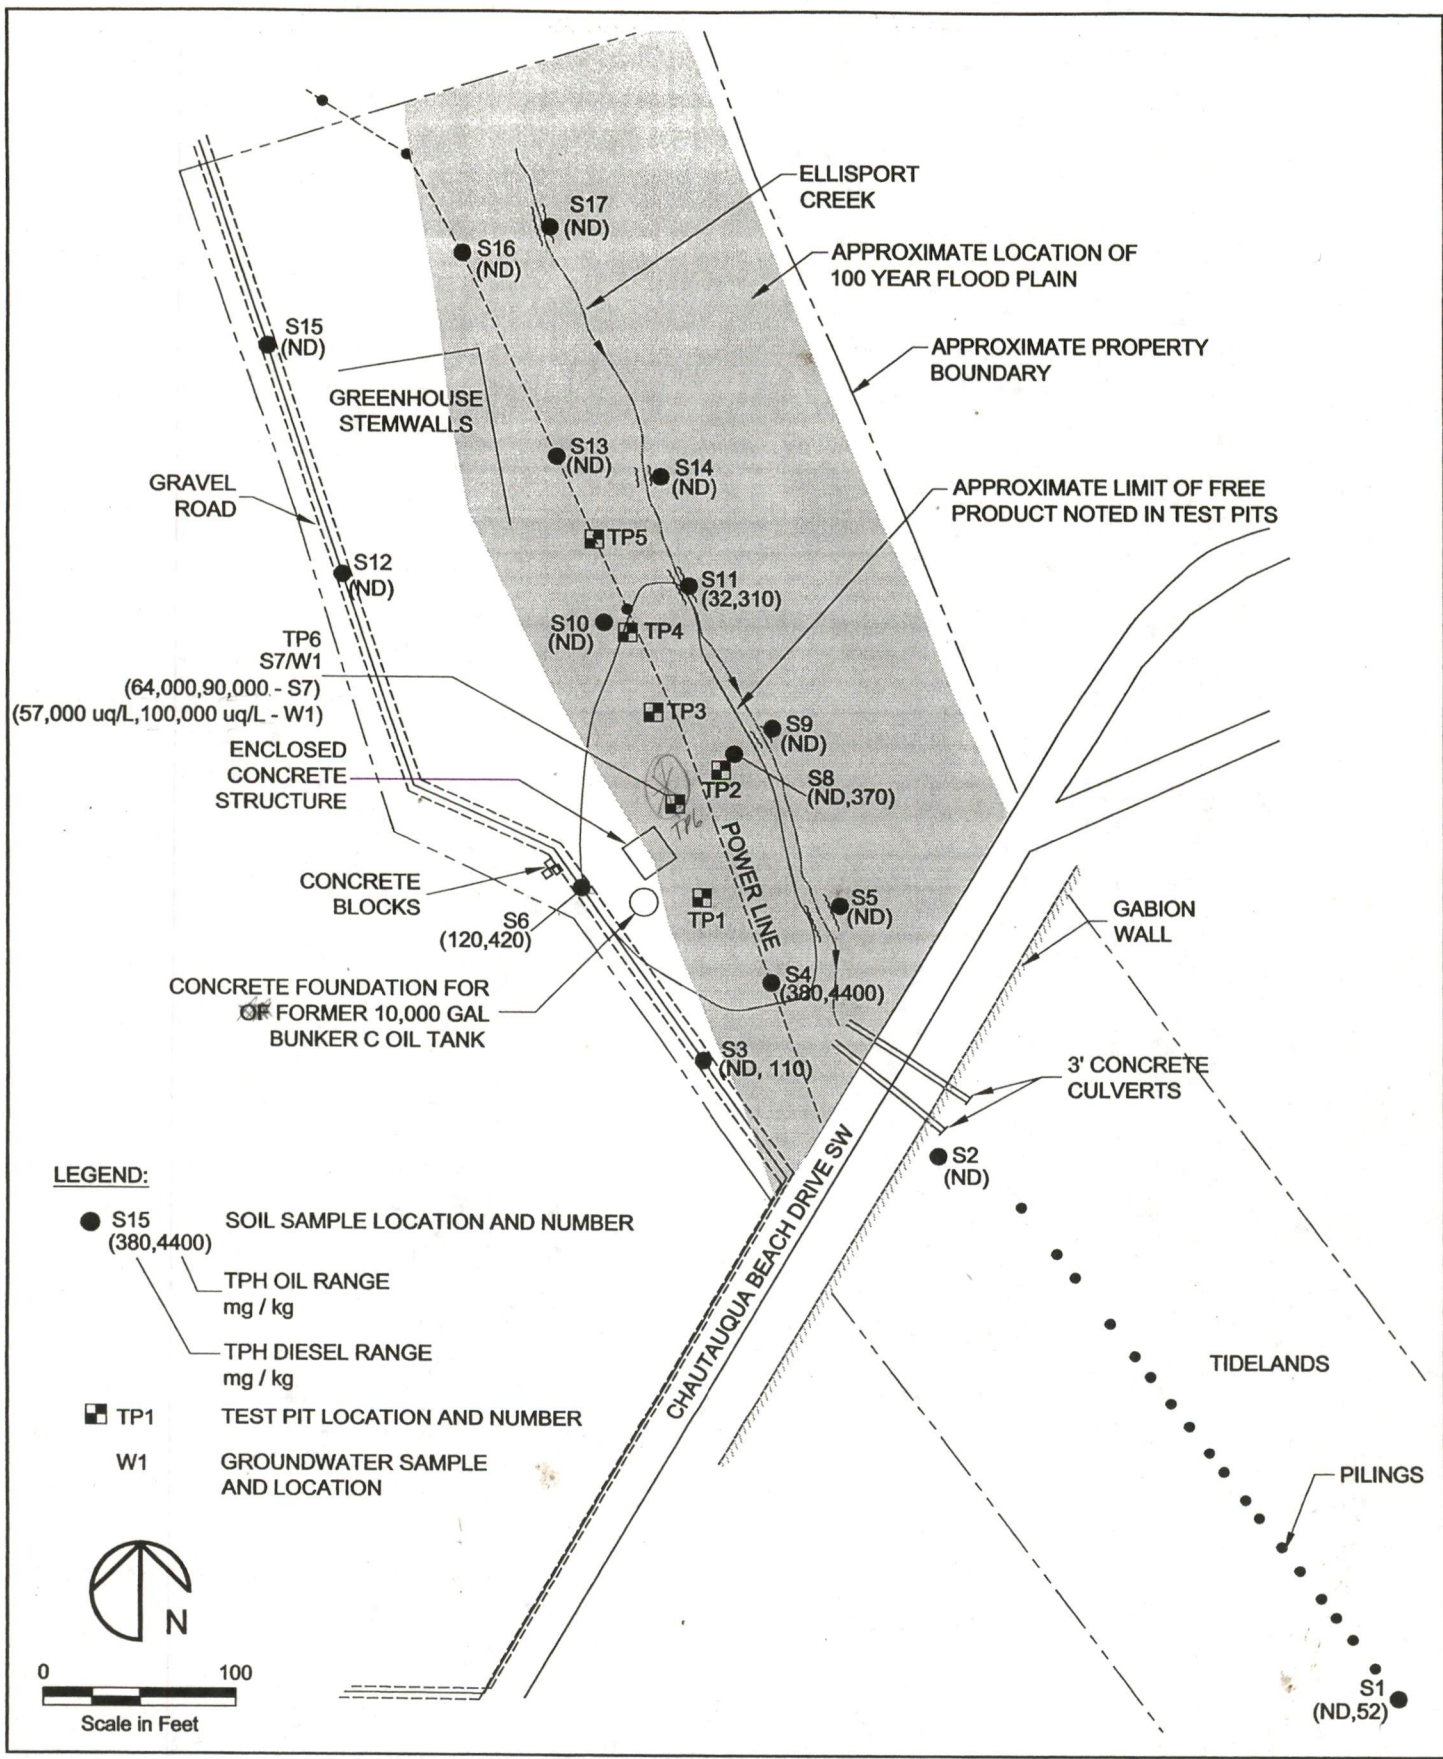 ELLISPORT
CREEK
S17
(ND)
S16
(ND)
APPROXIMATE LOCATION OF
100 YEAR FLOOD PLAIN
S15
(ND)
APPROXIMATE PROPERTY
BOUNDARY
GREENHOUSE
STEMWALLS
S13
(ND)
S14
(ND)
GRAVEL
ROAD
APPROXIMATE LIMIT OF FREE
PRODUCT NOTED IN TEST PITS
TP5
S12
(ND)
S11
(32,310)
S10
(ND)
TP4
TP6
S7/W1
(64,000,90,000 - S7)
(57,000 uq/L,100,000 uq/L - W1)
TP3
S9
(ND)
ENCLOSED
CONCRETE
STRUCTURE
TP2
S8
(ND,370)
TP6
POWER LINE
CONCRETE
BLOCKS
S6
(120,420)
TP1
S5
(ND)
GABION
WALL
S4
(380,4400)
CONCRETE FOUNDATION FOR
OF FORMER 10,000 GAL
BUNKER C OIL TANK
S3
(ND, 110)
3' CONCRETE
CULVERTS
S2
(ND)
CHAUTAUQUA BEACH DRIVE SW
LEGEND:
S15
(380,4400)
SOIL SAMPLE LOCATION AND NUMBER
TPH OIL RANGE
mg / kg
TPH DIESEL RANGE
mg / kg
TP1 TEST PIT LOCATION AND NUMBER
W1 GROUNDWATER SAMPLE
AND LOCATION
TIDELANDS
PILINGS
N
0 100
Scale in Feet
S1
(ND,52)